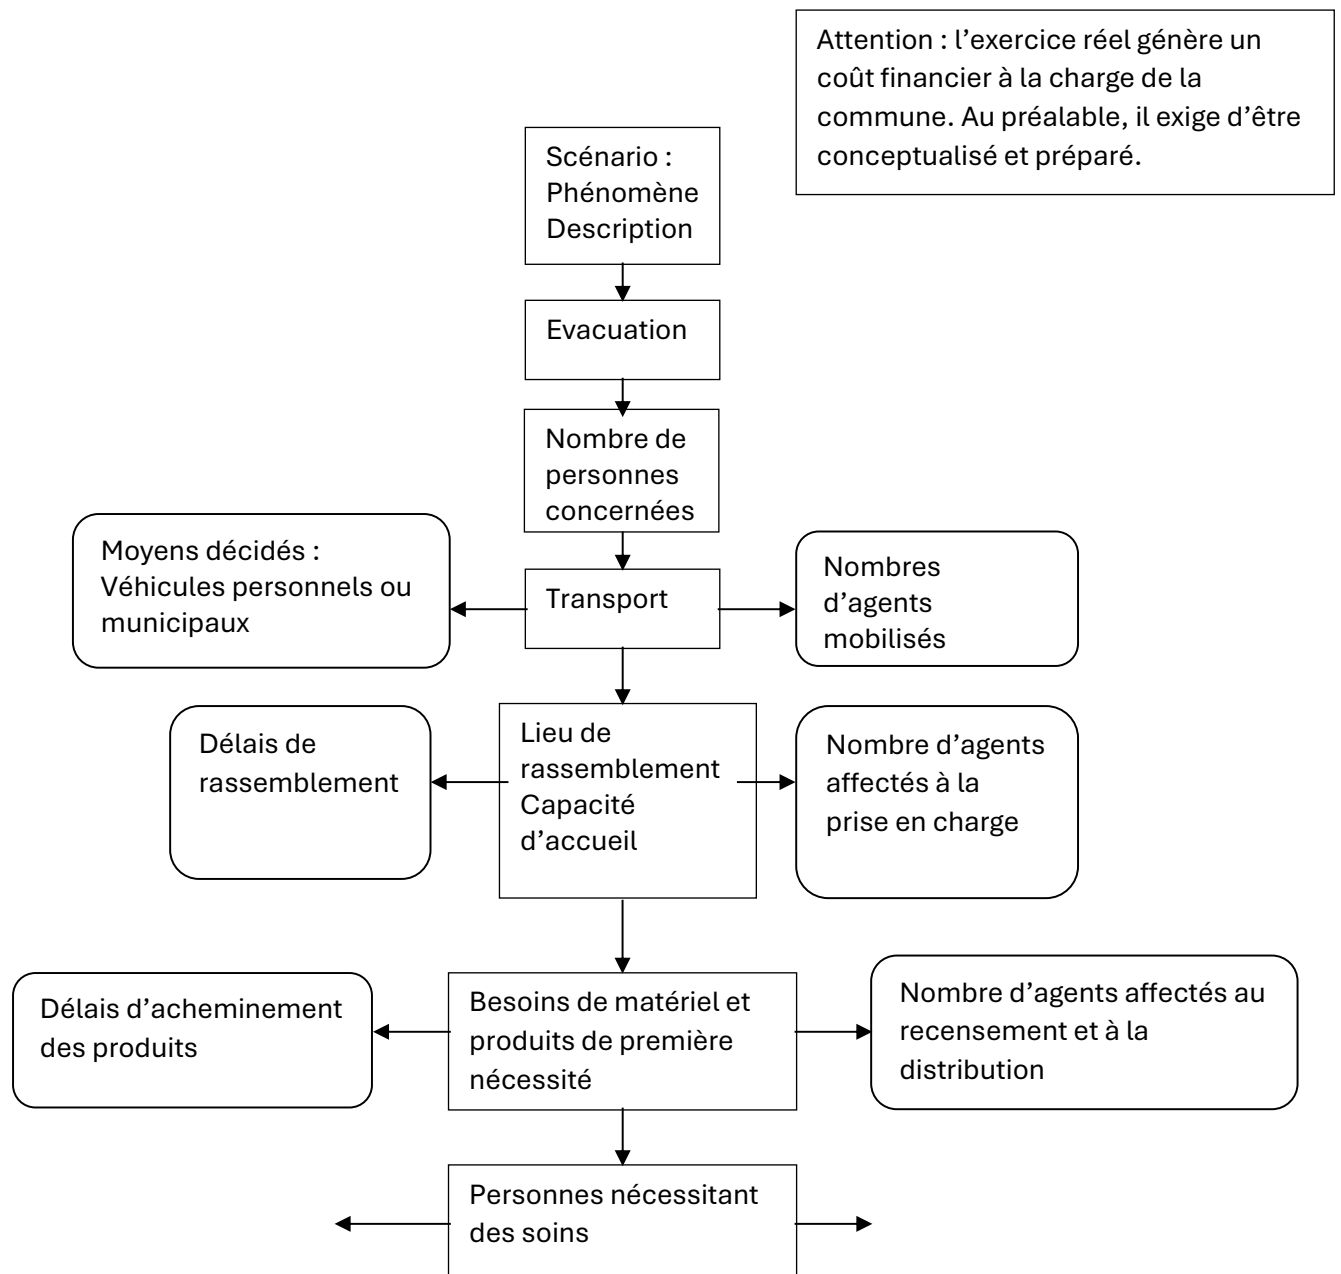 Attention : l’exercice réel génère un
coût financier à la charge de la
commune. Au préalable, il exige d’être
conceptualisé et préparé.
Scénario :
Phénomène
Description
Evacuation
Nombre de
personnes
concernées
Moyens décidés :
Véhicules personnels ou
municipaux
Transport
Nombres
d’agents
mobilisés
Délais de
rassemblement
Lieu de
rassemblement
Capacité
d’accueil
Nombre d’agents
affectés à la
prise en charge
Délais d’acheminement
des produits
Besoins de matériel et
produits de première
nécessité
Nombre d’agents affectés au
recensement et à la
distribution
Personnes nécessitant
des soins